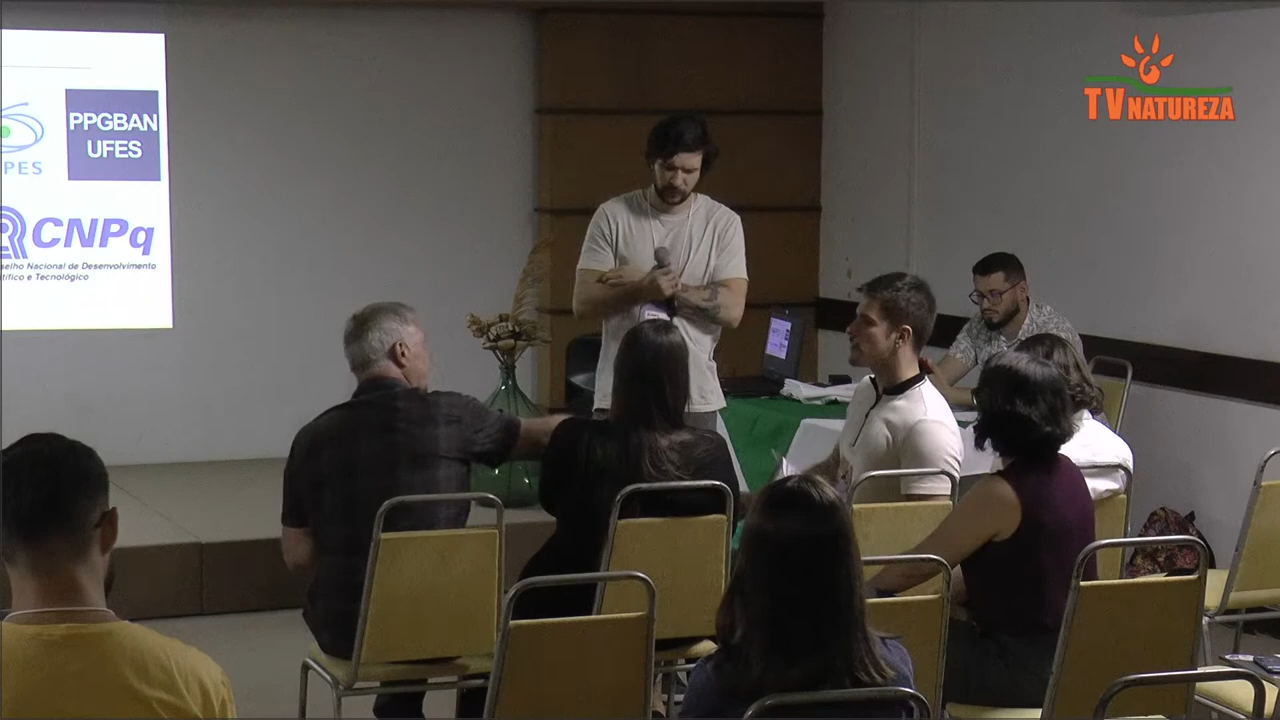 PPGBAN
UFES
PES
CNPq
selho Nacional de Desenvolvimento
tífico e Tecnológico
TV NATUREZA